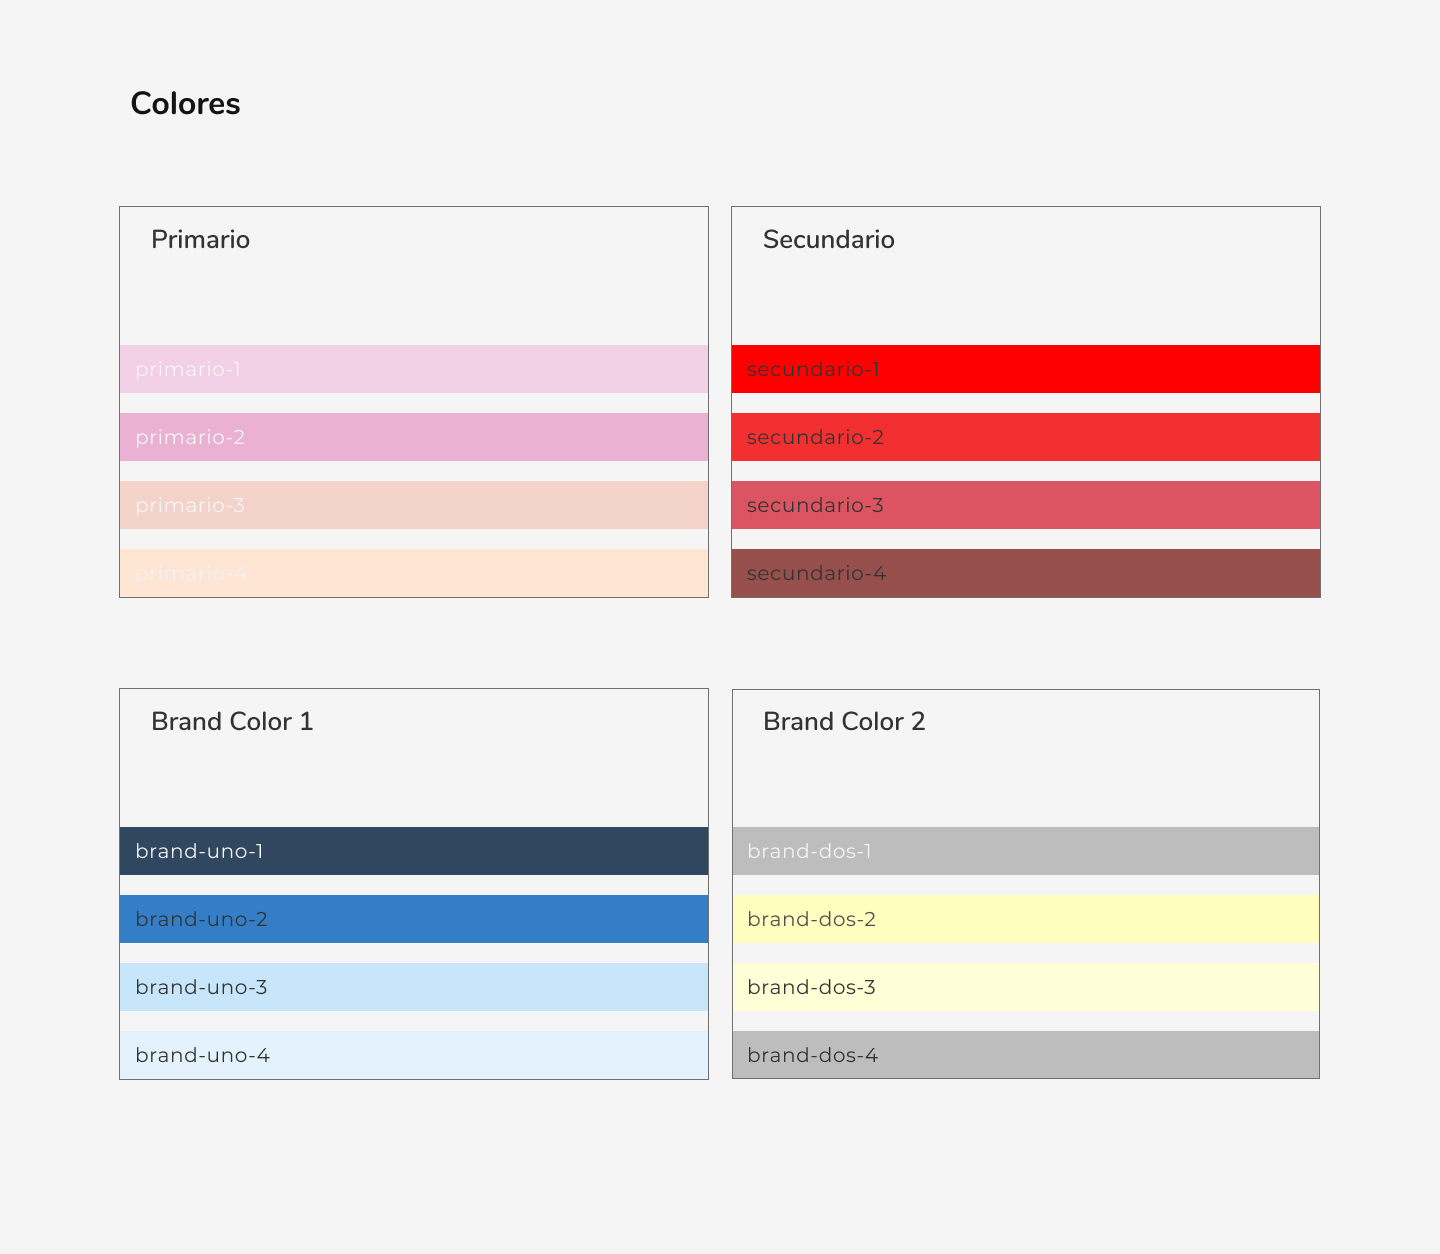 Colores
Primario
primario-1
primario-2
primario-3
primario-4
Secundario
secundario-1
secundario-2
secundario-3
secundario-4
Brand Color 1
brand-uno-1
brand-uno-2
brand-uno-3
brand-uno-4
Brand Color 2
brand-dos-1
brand-dos-2
brand-dos-3
brand-dos-4